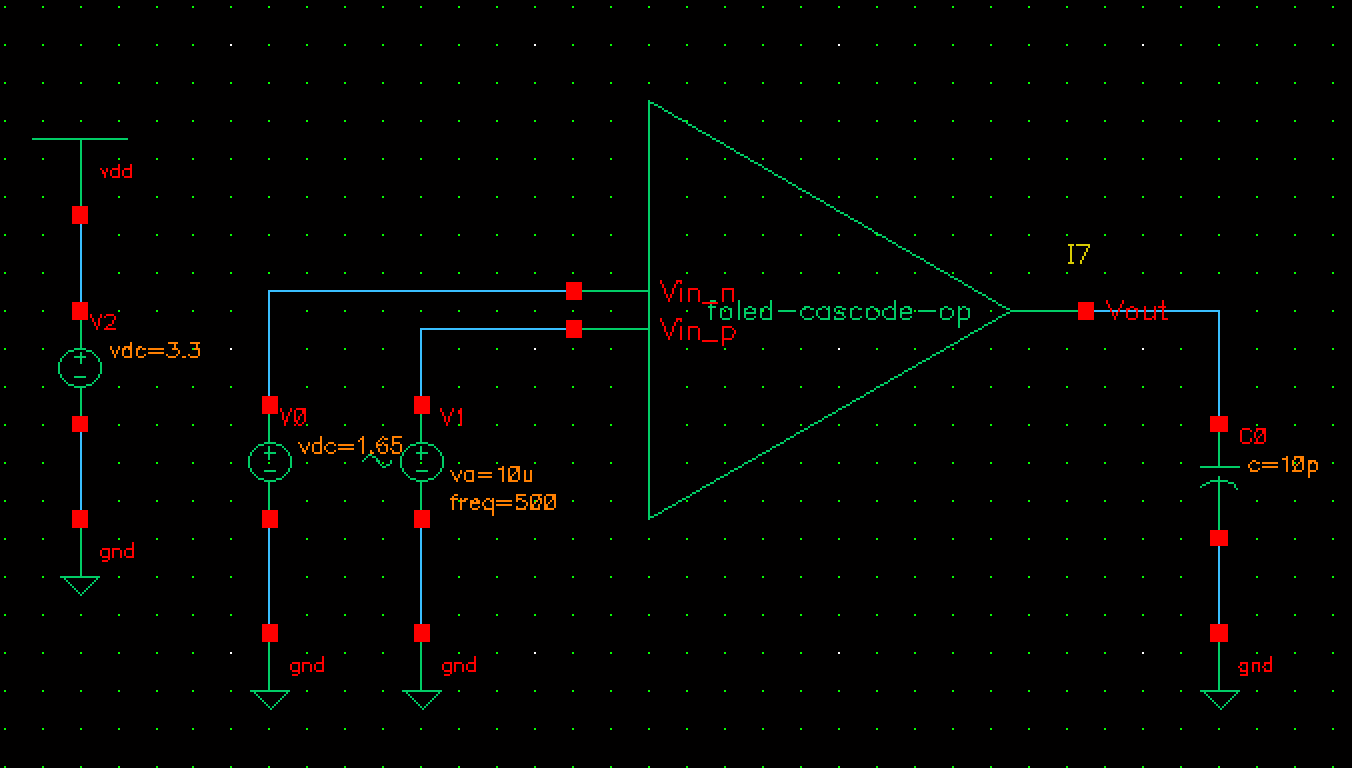 vdd
V2
vdc=3.3
gnd
V0
vdc=1.65
gnd
V1
va=10u
freq=500
gnd
Vin_n
Vin_p
foled-cascode-op
I7
Vout
C0
c=10p
gnd